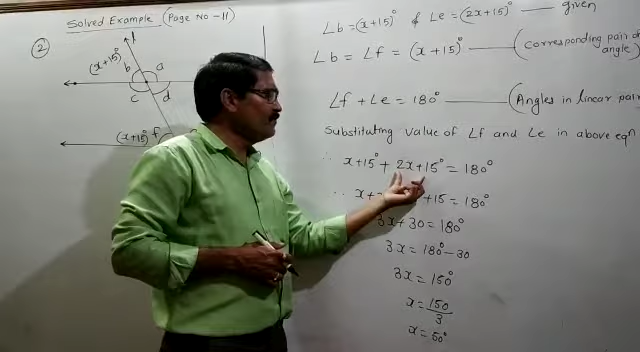 Solved Example (Page No - 11)
②
l
(x+15)°
b a
c d
(x+15)° f
∠b = (x+15)° & ∠e = (2x+15)° — given
∠b = ∠f = (x+15)° — (corresponding pair of angle)
∠f + ∠e = 180° — (Angles in linear pair
Substituting value of ∠f and ∠e in above eqn
∴ x+15° + 2x+15° = 180°
x+ + 15 = 180°
3x+30 = 180°
3x = 180° - 30
3x = 150°
x = 150/3
x = 50°